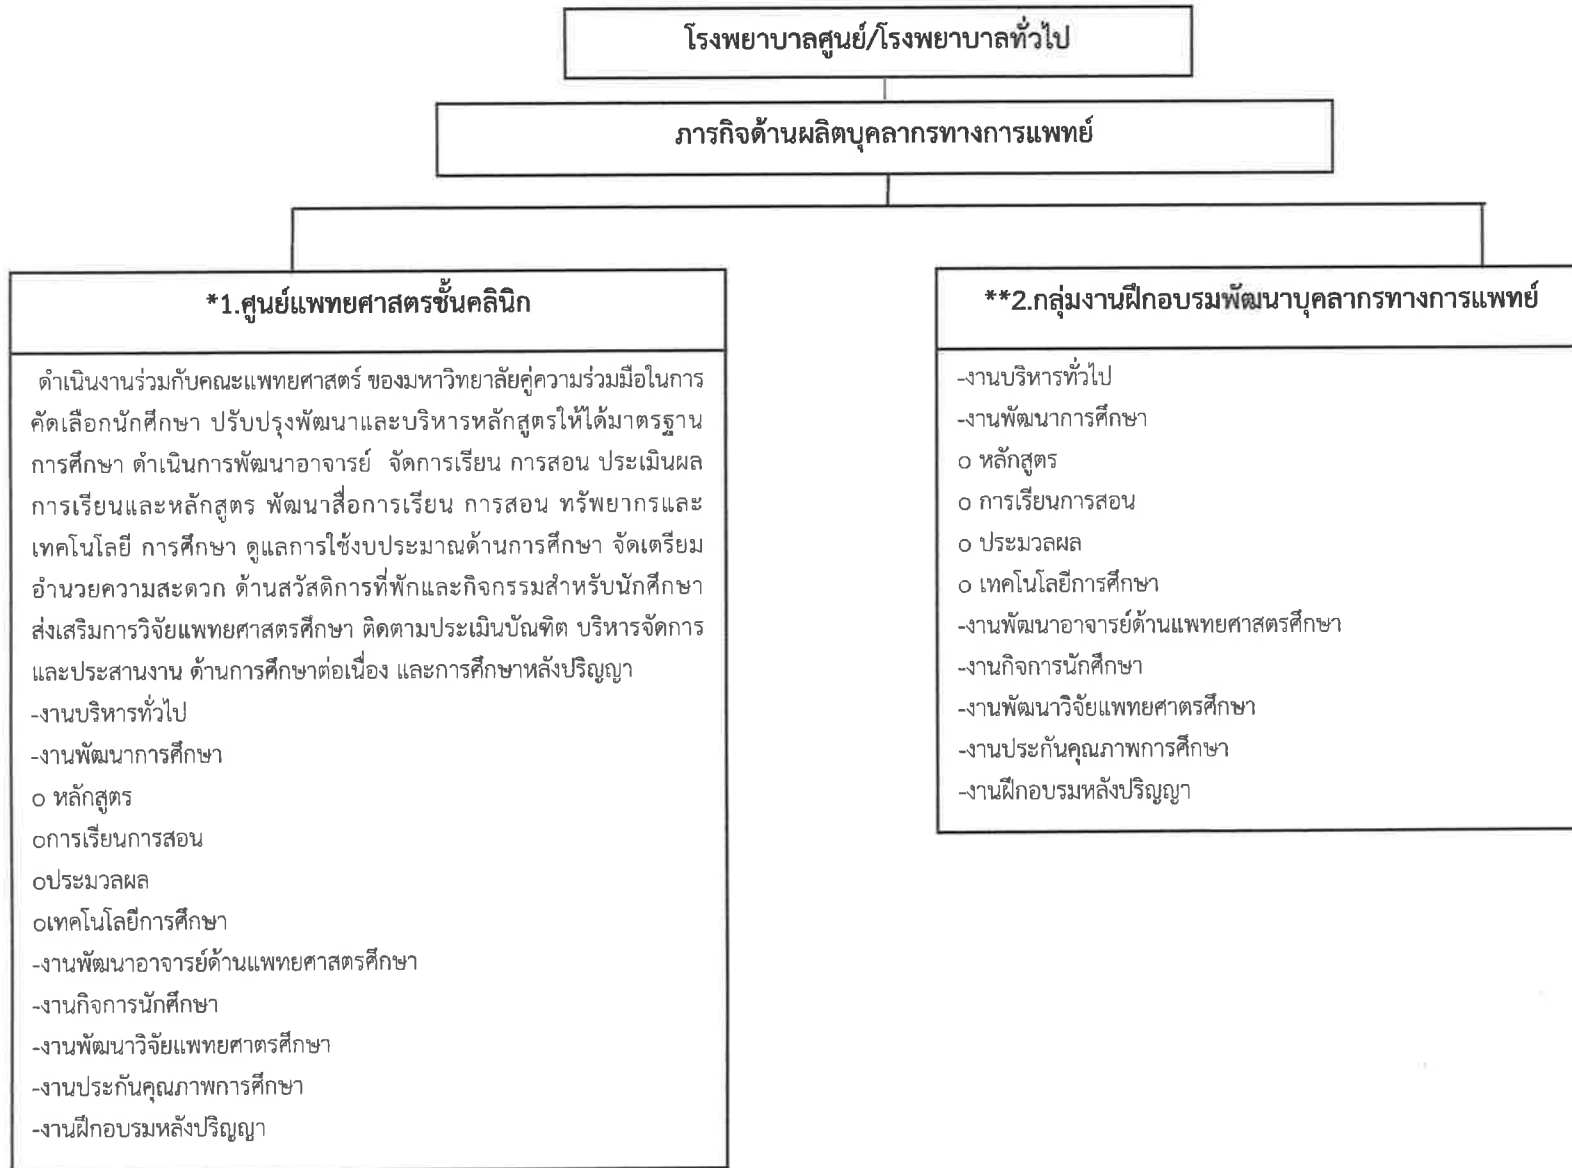 โรงพยาบาลศูนย์/โรงพยาบาลทั่วไป
ภารกิจด้านผลิตบุคลากรทางการแพทย์
*1.ศูนย์แพทยศาสตรชั้นคลินิก
ดำเนินงานร่วมกับคณะแพทยศาสตร์ ของมหาวิทยาลัยคู่ความร่วมมือในการ
คัดเลือกนักศึกษา ปรับปรุงพัฒนาและบริหารหลักสูตรให้ได้มาตรฐาน
การศึกษา ดำเนินการพัฒนาอาจารย์ จัดการเรียน การสอน ประเมินผล
การเรียนและหลักสูตร พัฒนาสื่อการเรียน การสอน ทรัพยากรและ
เทคโนโลยี การศึกษา ดูแลการใช้งบประมาณด้านการศึกษา จัดเตรียม
อำนวยความสะดวก ด้านสวัสดิการที่พักและกิจกรรมสำหรับนักศึกษา
ส่งเสริมการวิจัยแพทยศาสตรศึกษา ติดตามประเมินบัณฑิต บริหารจัดการ
และประสานงาน ด้านการศึกษาต่อเนื่อง และการศึกษาหลังปริญญา
-งานบริหารทั่วไป
-งานพัฒนาการศึกษา
o หลักสูตร
oการเรียนการสอน
oประมวลผล
oเทคโนโลยีการศึกษา
-งานพัฒนาอาจารย์ด้านแพทยศาสตรศึกษา
-งานกิจการนักศึกษา
-งานพัฒนาวิจัยแพทยศาตรศึกษา
-งานประกันคุณภาพการศึกษา
-งานฝึกอบรมหลังปริญญา
**2.กลุ่มงานฝึกอบรมพัฒนาบุคลากรทางการแพทย์
-งานบริหารทั่วไป
-งานพัฒนาการศึกษา
o หลักสูตร
o การเรียนการสอน
o ประมวลผล
o เทคโนโลยีการศึกษา
-งานพัฒนาอาจารย์ด้านแพทยศาสตรศึกษา
-งานกิจการนักศึกษา
-งานพัฒนาวิจัยแพทยศาตรศึกษา
-งานประกันคุณภาพการศึกษา
-งานฝึกอบรมหลังปริญญา